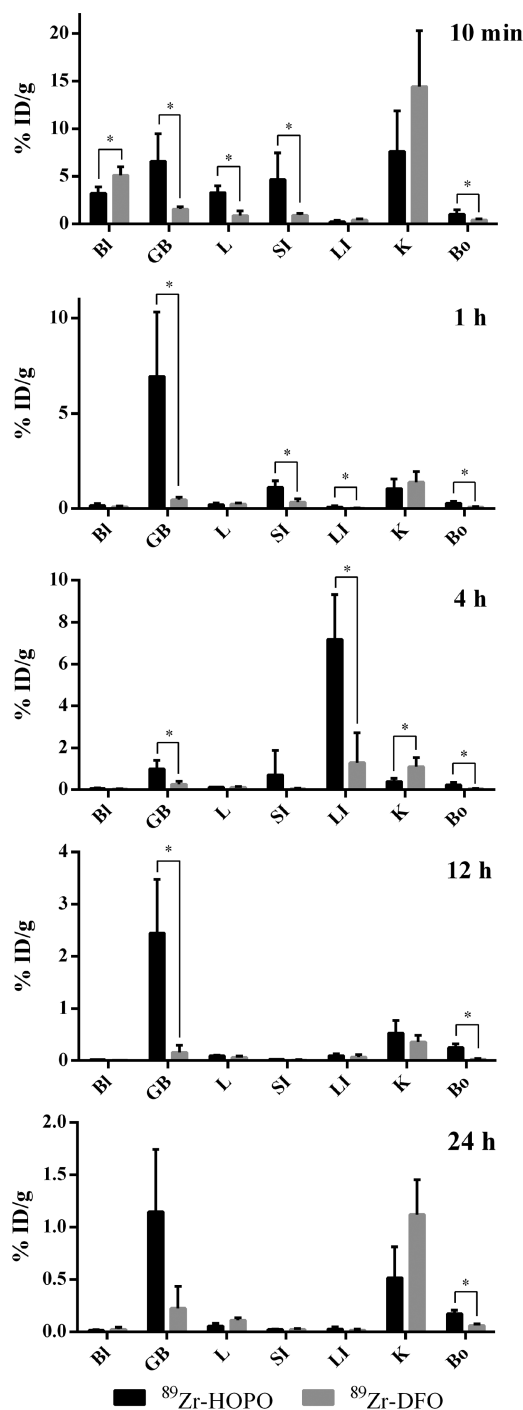 10 min
% ID/g
20
15
10
5
0
* * * * *
Bl GB L SI LI K Bo
1 h
% ID/g
10
5
0
* * * *
Bl GB L SI LI K Bo
4 h
% ID/g
10
8
6
4
2
0
* * * *
Bl GB L SI LI K Bo
12 h
% ID/g
4
3
2
1
0
* *
Bl GB L SI LI K Bo
24 h
% ID/g
2.0
1.5
1.0
0.5
0.0
*
Bl GB L SI LI K Bo
⁸⁹Zr-HOPO ⁸⁹Zr-DFO